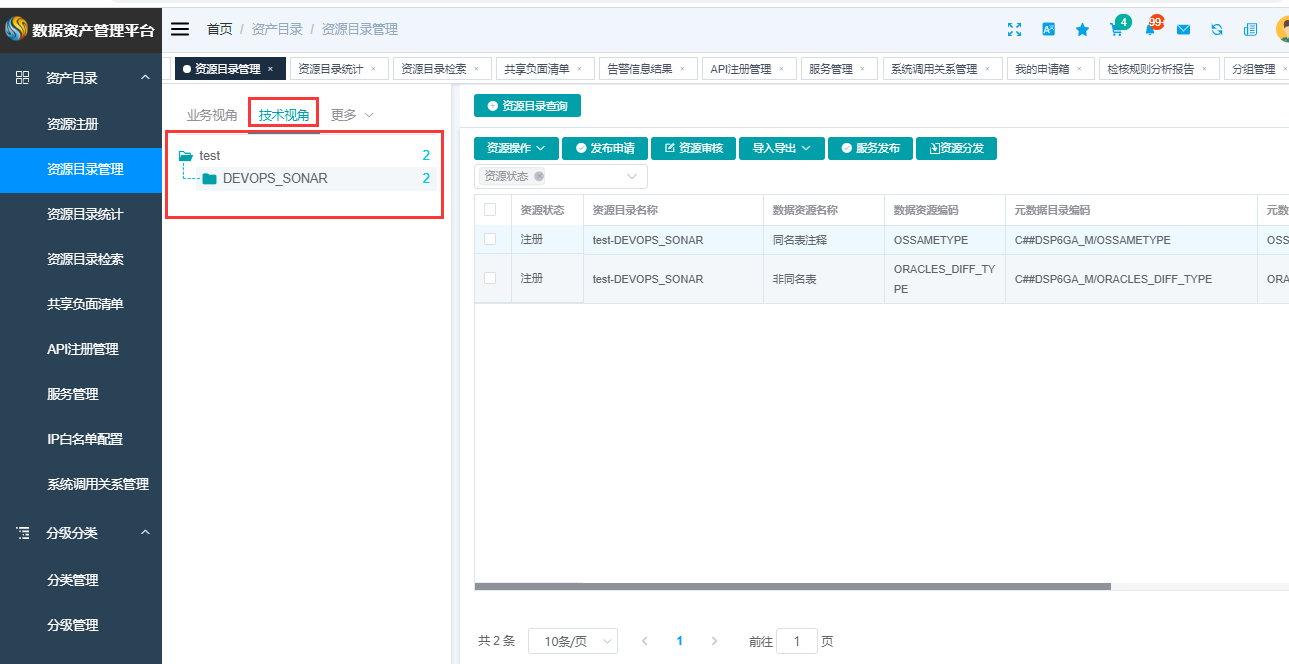 数据资产管理平台
首页 / 资产目录 / 资源目录管理
4
99+
资源目录管理 × 资源目录统计 × 资源目录检索 × 共享负面清单 × 告警信息结果 × API注册管理 × 服务管理 × 系统调用关系管理 × 我的申请箱 × 检核规则分析报告 × 分组管理 ×
资产目录
资源注册
资源目录管理
资源目录统计
资源目录检索
共享负面清单
API注册管理
服务管理
IP白名单配置
系统调用关系管理
分级分类
分类管理
分级管理
业务视角 技术视角 更多
test 2
DEVOPS_SONAR 2
资源目录查询
资源操作 发布申请 资源审核 导入导出 服务发布 资源分发
资源状态
资源状态 资源目录名称 数据资源名称 数据资源编码 元数据目录编码 元数
注册 test-DEVOPS_SONAR 同名表注释 OSSAMETYPE C##DSP6GA_M/OSSAMETYPE OSS
注册 test-DEVOPS_SONAR 非同名表 ORACLES_DIFF_TY
PE C##DSP6GA_M/ORACLES_DIFF_TYPE ORA
共 2 条 10条/页 1 前往 1 页